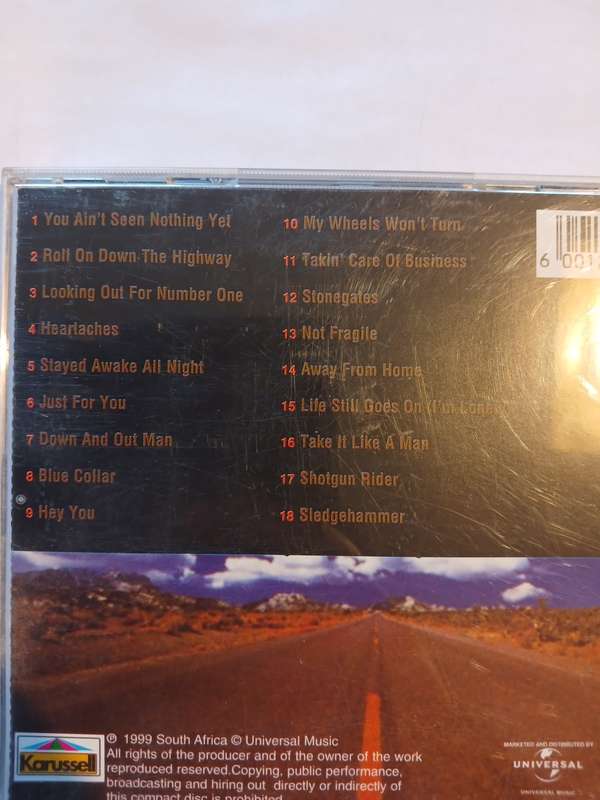 1 You Ain't Seen Nothing Yet
2 Roll On Down The Highway
3 Looking Out For Number One
4 Heartaches
5 Stayed Awake All Night
6 Just For You
7 Down And Out Man
8 Blue Collar
9 Hey You
10 My Wheels Won't Turn
11 Takin' Care Of Business
12 Stonegates
13 Not Fragile
14 Away From Home
15 Life Still Goes On (I'm Lonely
16 Take It Like A Man
17 Shotgun Rider
18 Sledgehammer
6 001
Karussell
℗ 1999 South Africa © Universal Music
All rights of the producer and of the owner of the work
reproduced reserved.Copying, public performance,
broadcasting and hiring out directly or indirectly of
this compact disc is prohibited
MARKETED AND DISTRIBUTED BY
UNIVERSAL
UNIVERSAL MUSIC